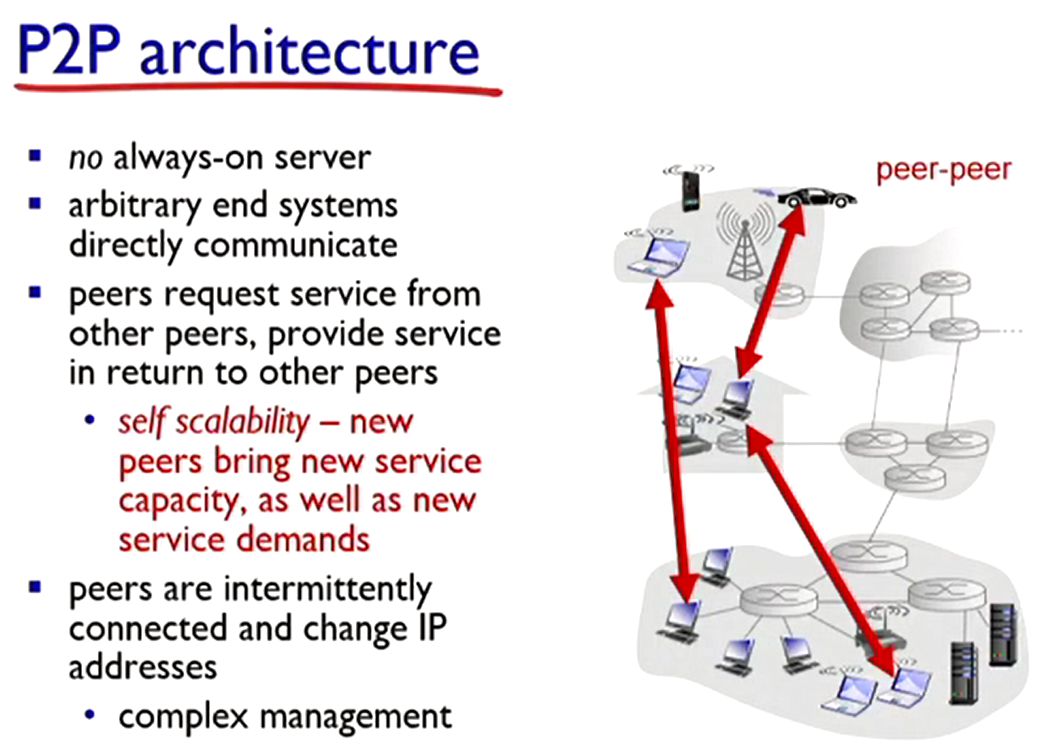 P2P architecture
no always-on server
arbitrary end systems
directly communicate
peers request service from
other peers, provide service
in return to other peers
self scalability – new
peers bring new service
capacity, as well as new
service demands
peers are intermittently
connected and change IP
addresses
complex management
peer-peer